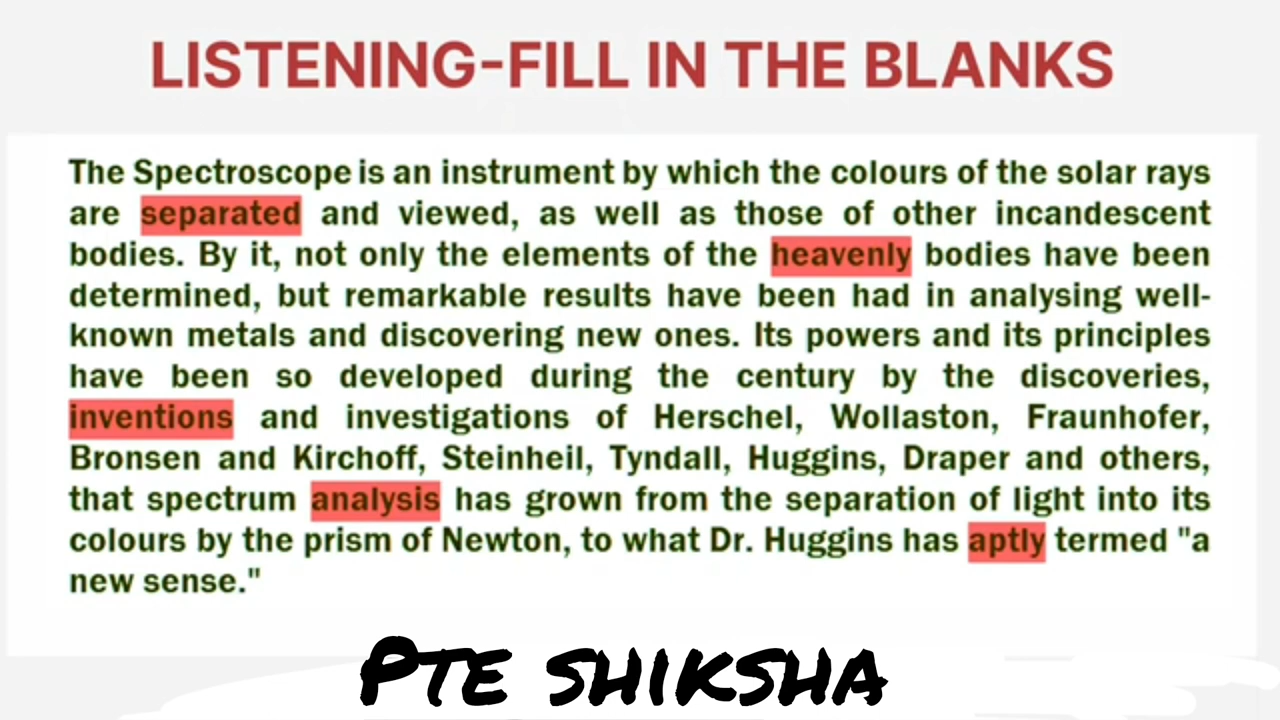 LISTENING-FILL IN THE BLANKS
The Spectroscope is an instrument by which the colours of the solar rays
are separated and viewed, as well as those of other incandescent
bodies. By it, not only the elements of the heavenly bodies have been
determined, but remarkable results have been had in analysing well-
known metals and discovering new ones. Its powers and its principles
have been so developed during the century by the discoveries,
inventions and investigations of Herschel, Wollaston, Fraunhofer,
Bronsen and Kirchoff, Steinheil, Tyndall, Huggins, Draper and others,
that spectrum analysis has grown from the separation of light into its
colours by the prism of Newton, to what Dr. Huggins has aptly termed "a
new sense."
PTE SHIKSHA